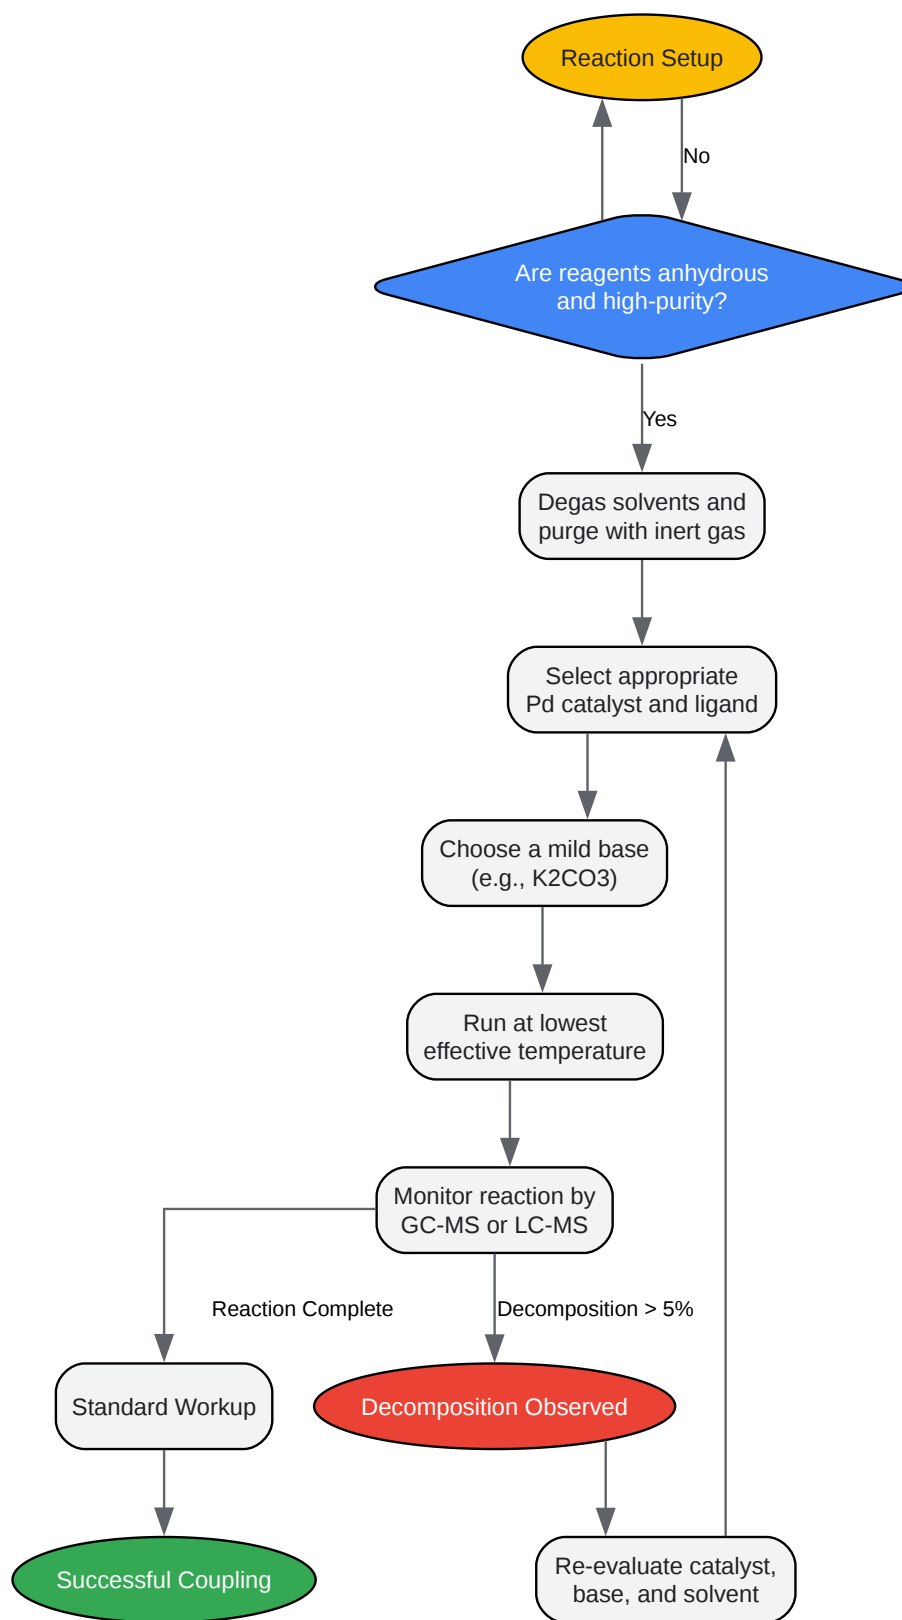 Reaction Setup
No
Are reagents anhydrous
and high-purity?
Yes
Degas solvents and
purge with inert gas
Select appropriate
Pd catalyst and ligand
Choose a mild base
(e.g., K2CO3)
Run at lowest
effective temperature
Monitor reaction by
GC-MS or LC-MS
Reaction Complete
Decomposition > 5%
Standard Workup
Decomposition Observed
Successful Coupling
Re-evaluate catalyst,
base, and solvent